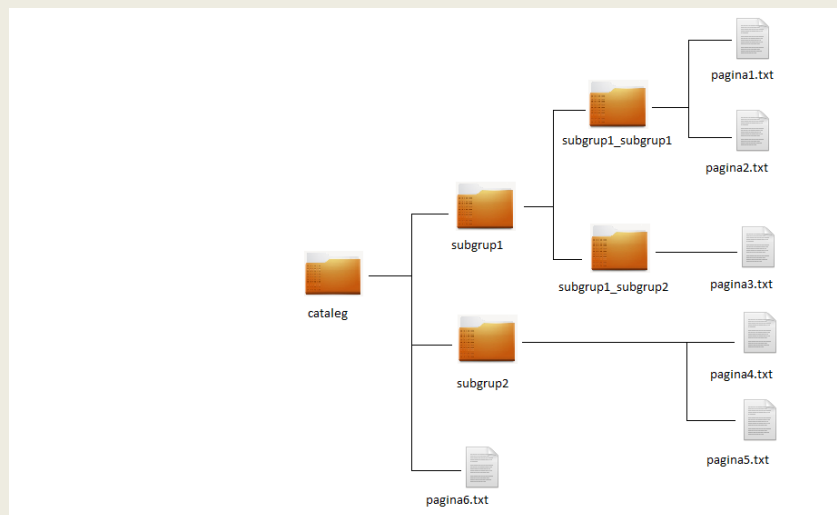 pagina1.txt
subgrup1_subgrup1
pagina2.txt
subgrup1
subgrup1_subgrup2
pagina3.txt
cataleg
subgrup2
pagina4.txt
pagina5.txt
pagina6.txt